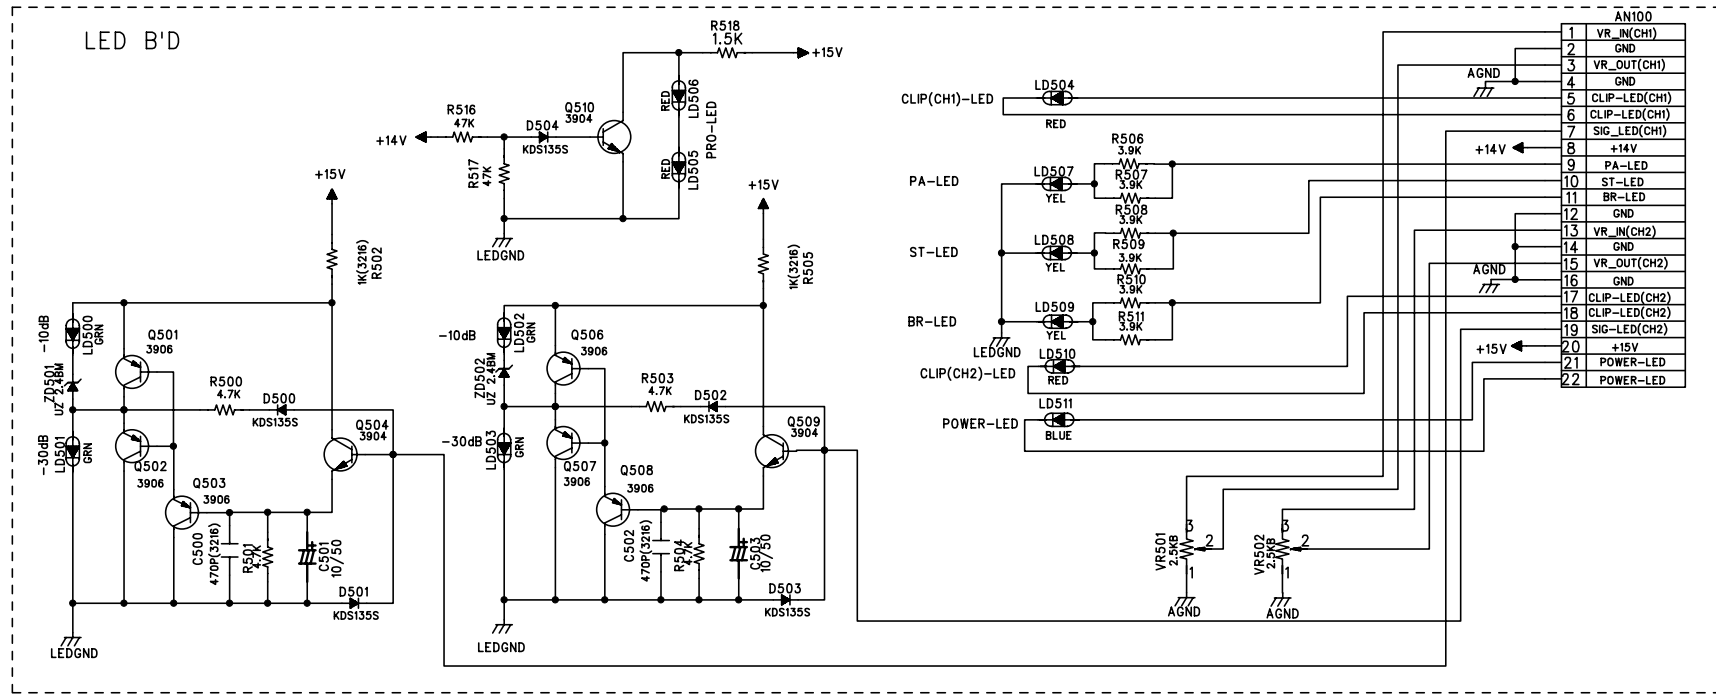 LED B'D
R518
1.5K
+15V
RED
LD506
RED
LD505
PRO-LED
R516
47K
+14V
R517
47K
D504
KDS135S
Q510
3904
LEDGND
+15V
1K(3216)
R502
-10dB
LD500
GRN
ZD501
UZ 2.4BM
-30dB
LD501
GRN
Q501
3906
Q502
3906
Q503
3906
R500
4.7K
D500
KDS135S
Q504
3904
C500
470P(3216)
R501
4.7K
C501
10/50
D501
KDS135S
LEDGND
+15V
1K(3216)
R505
-10dB
LD502
GRN
ZD502
UZ 2.4BM
-30dB
LD503
GRN
Q506
3906
Q507
3906
Q508
3906
R503
4.7K
D502
KDS135S
Q509
3904
C502
470P(3216)
R504
4.7K
C503
10/50
D503
KDS135S
LEDGND
CLIP(CH1)-LED
LD504
RED
PA-LED
LD507
YEL
R506
3.9K
R507
3.9K
ST-LED
LD508
YEL
R508
3.9K
R509
3.9K
BR-LED
LD509
YEL
R510
3.9K
R511
3.9K
LEDGND
CLIP(CH2)-LED
LD510
RED
POWER-LED
LD511
BLUE
VR501
2.5KB
3
2
1
AGND
VR502
2.5KB
3
2
1
AGND
AGND
+14V
AGND
+15V
AN100
1 VR_IN(CH1)
2 GND
3 VR_OUT(CH1)
4 GND
5 CLIP-LED(CH1)
6 CLIP-LED(CH1)
7 SIG_LED(CH1)
8 +14V
9 PA-LED
10 ST-LED
11 BR-LED
12 GND
13 VR_IN(CH2)
14 GND
15 VR_OUT(CH2)
16 GND
17 CLIP-LED(CH2)
18 CLIP-LED(CH2)
19 SIG-LED(CH2)
20 +15V
21 POWER-LED
22 POWER-LED